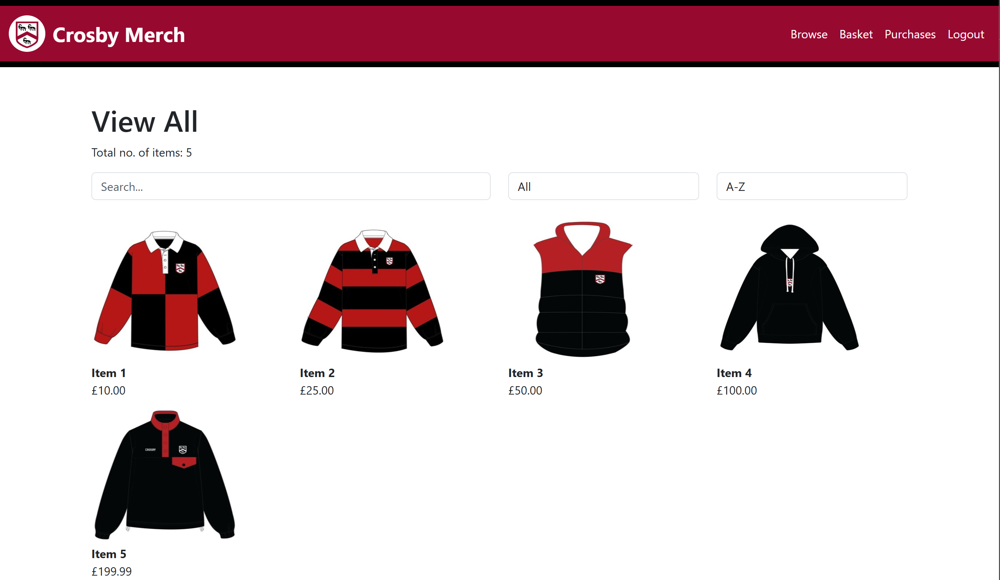 Crosby Merch
Browse Basket Purchases Logout
View All
Total no. of items: 5
Search...
All
A-Z
Item 1
£10.00
Item 2
£25.00
Item 3
£50.00
Item 4
£100.00
CROSBY
Item 5
£199.99